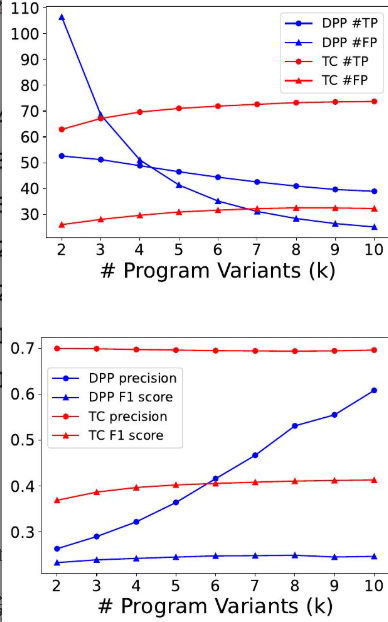 110
100
90
80
70
60
50
40
30
DPP #TP
DPP #FP
TC #TP
TC #FP
2 3 4 5 6 7 8 9 10
# Program Variants (k)
0.7
0.6
0.5
0.4
0.3
DPP precision
DPP F1 score
TC precision
TC F1 score
2 3 4 5 6 7 8 9 10
# Program Variants (k)